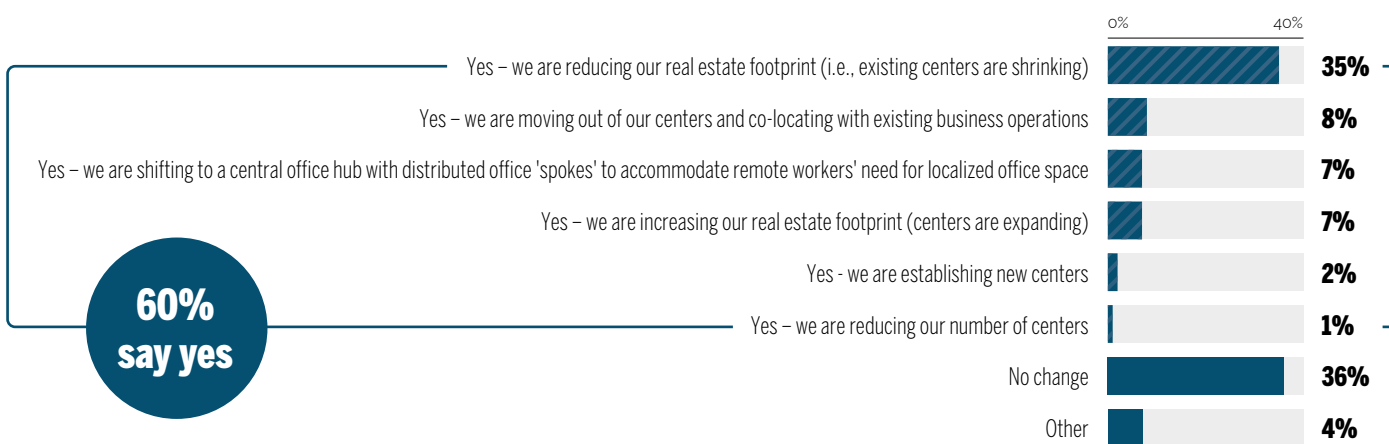 0% 40%
Yes – we are reducing our real estate footprint (i.e., existing centers are shrinking) 35%
Yes – we are moving out of our centers and co-locating with existing business operations 8%
Yes – we are shifting to a central office hub with distributed office 'spokes' to accommodate remote workers' need for localized office space 7%
Yes – we are increasing our real estate footprint (centers are expanding) 7%
Yes - we are establishing new centers 2%
Yes – we are reducing our number of centers 1%
No change 36%
Other 4%
60%
say yes